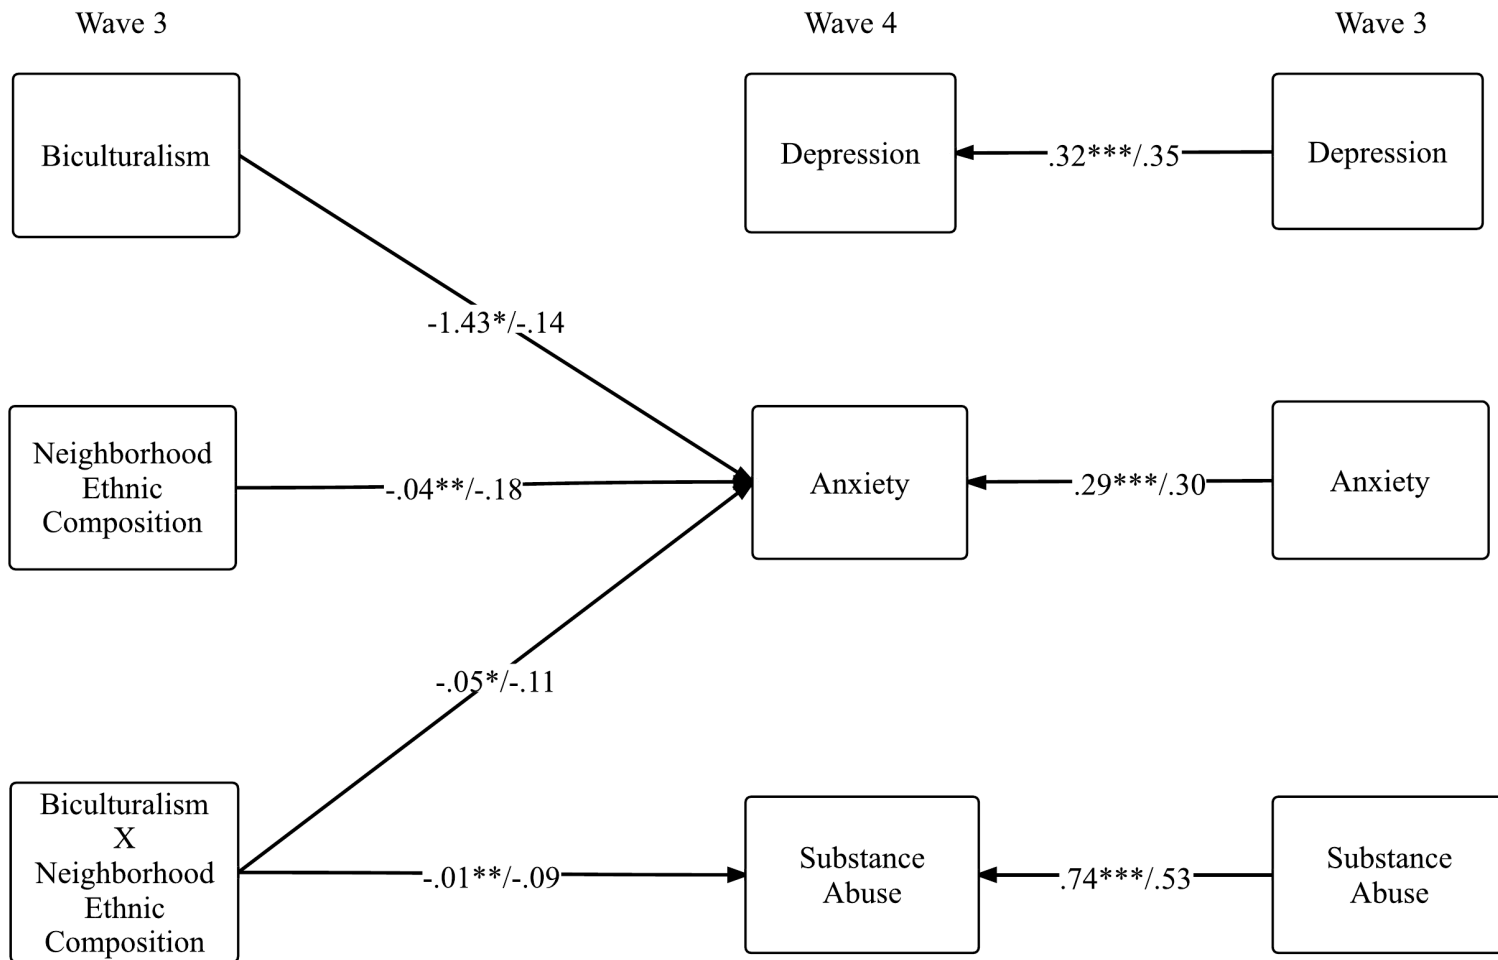 Wave 3
Wave 4
Wave 3
Biculturalism
Depression
.32***/.35
Depression
-1.43*/-.14
Neighborhood
Ethnic
Composition
-.04**/-.18
Anxiety
.29***/.30
Anxiety
-.05*/-.11
Biculturalism
X
Neighborhood
Ethnic
Composition
-.01**/-.09
Substance
Abuse
.74***/.53
Substance
Abuse